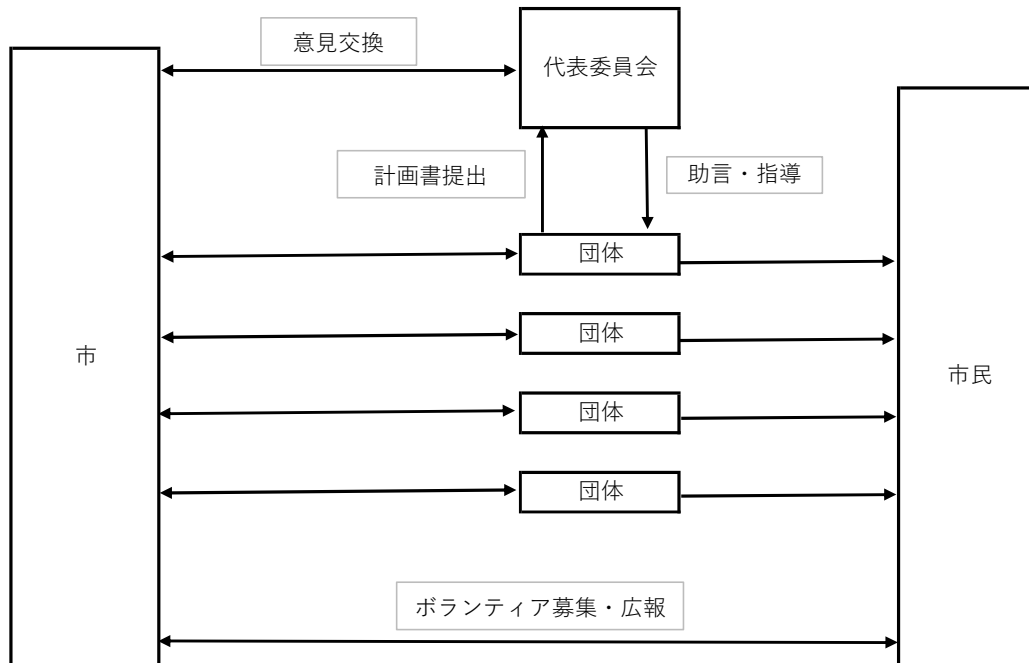 意見交換
代表委員会
計画書提出
助言・指導
団体
団体
市
市民
団体
団体
ボランティア募集・広報